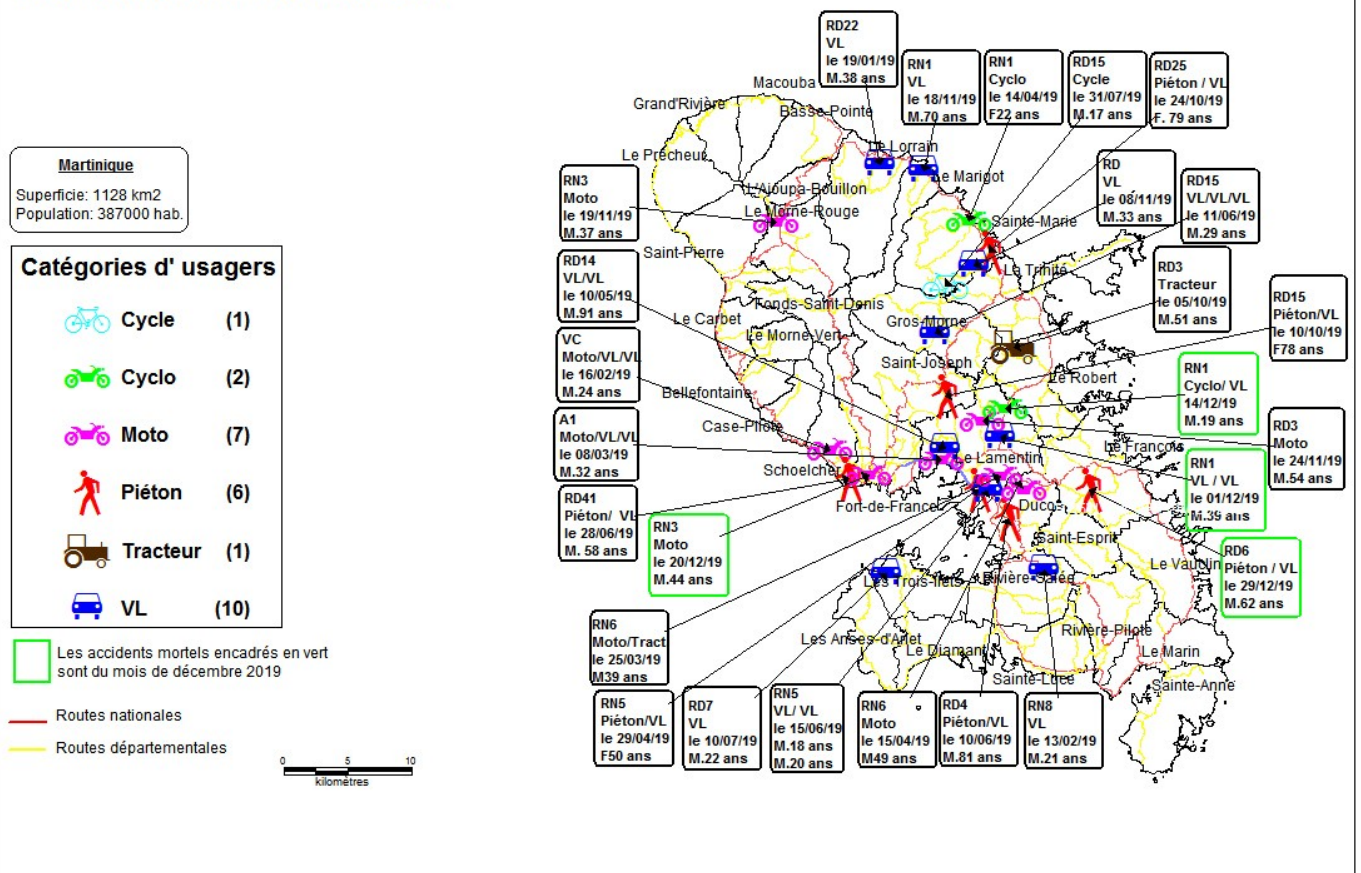 Martinique
Superficie: 1128 km2
Population: 387000 hab.
Catégories d' usagers
Cycle (1)
Cyclo (2)
Moto (7)
Piéton (6)
Tracteur (1)
VL (10)
Les accidents mortels encadrés en vert
sont du mois de décembre 2019
Routes nationales
Routes départementales
0 5 10
kilomètres
RD22
VL
le 19/01/19
M.38 ans
RN1
VL
le 18/11/19
M.70 ans
RN1
Cyclo
le 14/04/19
F22 ans
RD15
Cycle
le 31/07/19
M.17 ans
RD25
Piéton / VL
le 24/10/19
F. 79 ans
RD
VL
le 08/11/19
M.33 ans
RD15
VL/VL/VL
le 11/06/19
M.29 ans
RD3
Tracteur
le 05/10/19
M.51 ans
RD15
Piéton/VL
le 10/10/19
F78 ans
RN1
Cyclo/ VL
14/12/19
M.19 ans
RD3
Moto
le 24/11/19
M.54 ans
RN1
VL / VL
le 01/12/19
M.39 ans
RD6
Piéton / VL
le 29/12/19
M.62 ans
RN3
Moto
le 19/11/19
M.37 ans
RD14
VL/VL
le 10/05/19
M.91 ans
VC
Moto/VL/VL
le 16/02/19
M.24 ans
A1
Moto/VL/VL
le 08/03/19
M.32 ans
RD41
Piéton/ VL
le 28/06/19
M. 58 ans
RN3
Moto
le 20/12/19
M.44 ans
RN6
Moto/Tract
le 25/03/19
M39 ans
RN5
Piéton/VL
le 29/04/19
F50 ans
RD7
VL
le 10/07/19
M.22 ans
RN5
VL/ VL
le 15/06/19
M.18 ans
M.20 ans
RN6
Moto
le 15/04/19
M49 ans
RD4
Piéton/VL
le 10/06/19
M.81 ans
RN8
VL
le 13/02/19
M.21 ans
Macouba
Grand'Rivière
Basse-Pointe
Le Prêcheur
Le Lorrain
L'Ajoupa-Bouillon
Le Marigot
Le Morne-Rouge
Sainte-Marie
Saint-Pierre
La Trinité
Fonds-Saint-Denis
Le Carbet
Gros-Morne
Le Morne-Vert
Saint-Joseph
Le Robert
Bellefontaine
Case-Pilote
Le François
Schoelcher
Le Lamentin
Fort-de-France
Ducos
Saint-Esprit
Le Vauclin
Les Trois-Ilets
Rivière-Salée
Rivière-Pilote
Les Anses-d'Arlet
Le Diamant
Le Marin
Sainte-Luce
Sainte-Anne